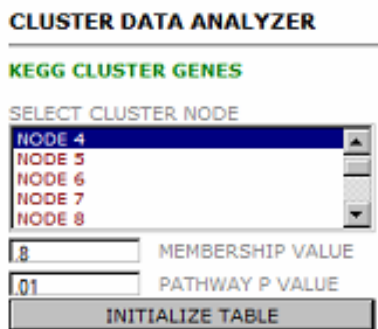 CLUSTER DATA ANALYZER
KEGG CLUSTER GENES
SELECT CLUSTER NODE
NODE 4
NODE 5
NODE 6
NODE 7
NODE 8
.8 MEMBERSHIP VALUE
.01 PATHWAY P VALUE
INITIALIZE TABLE